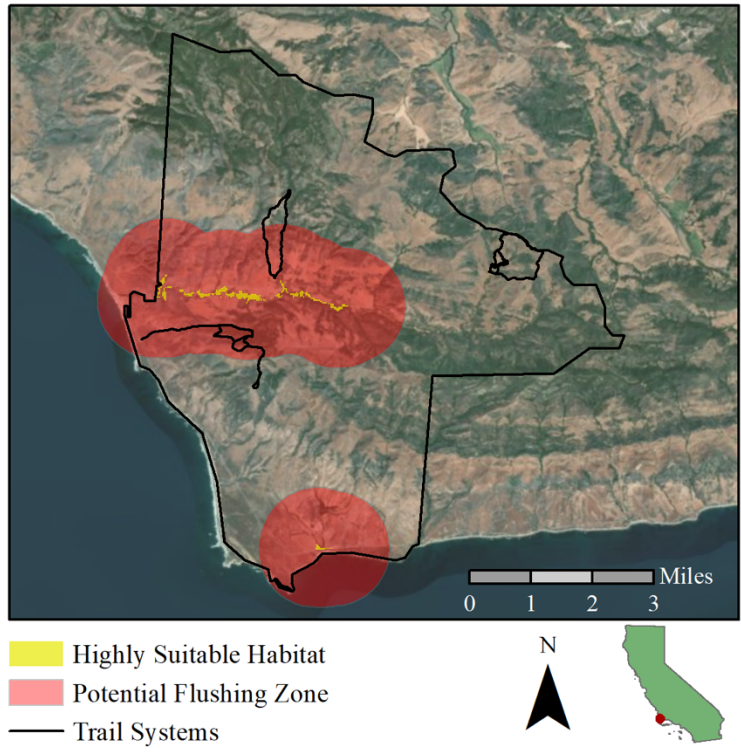 Miles
0 1 2 3
Highly Suitable Habitat
N
Potential Flushing Zone
Trail Systems